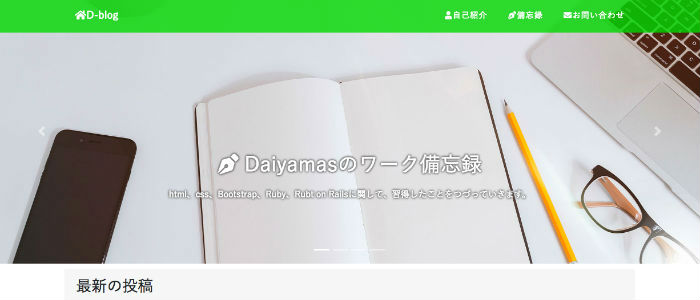 D-blog
自己紹介 備忘録 お問い合わせ
Daiyamasのワーク備忘録
html、css、Bootstrap、Ruby、Rubt on Railsに関して、習得したことをつづっていきます。
最新の投稿